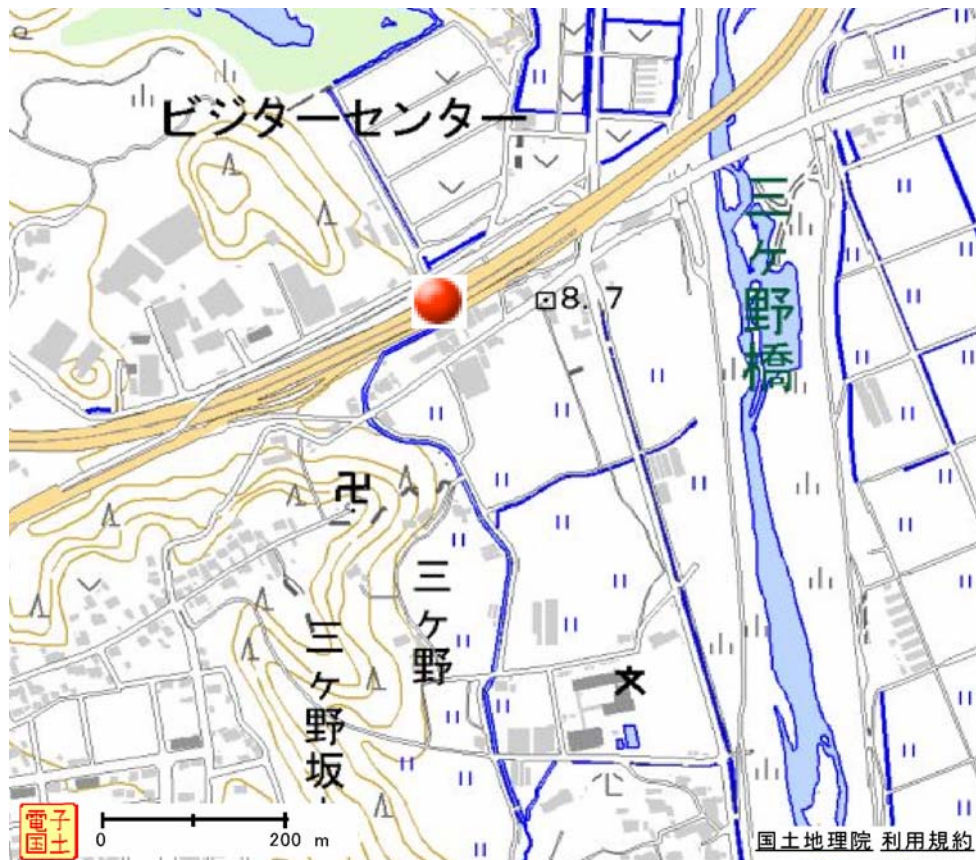 ビジターセンター
三ヶ野橋
8.7
三ヶ野
三ヶ野坂
電子国土
0 200 m
国土地理院 利用規約